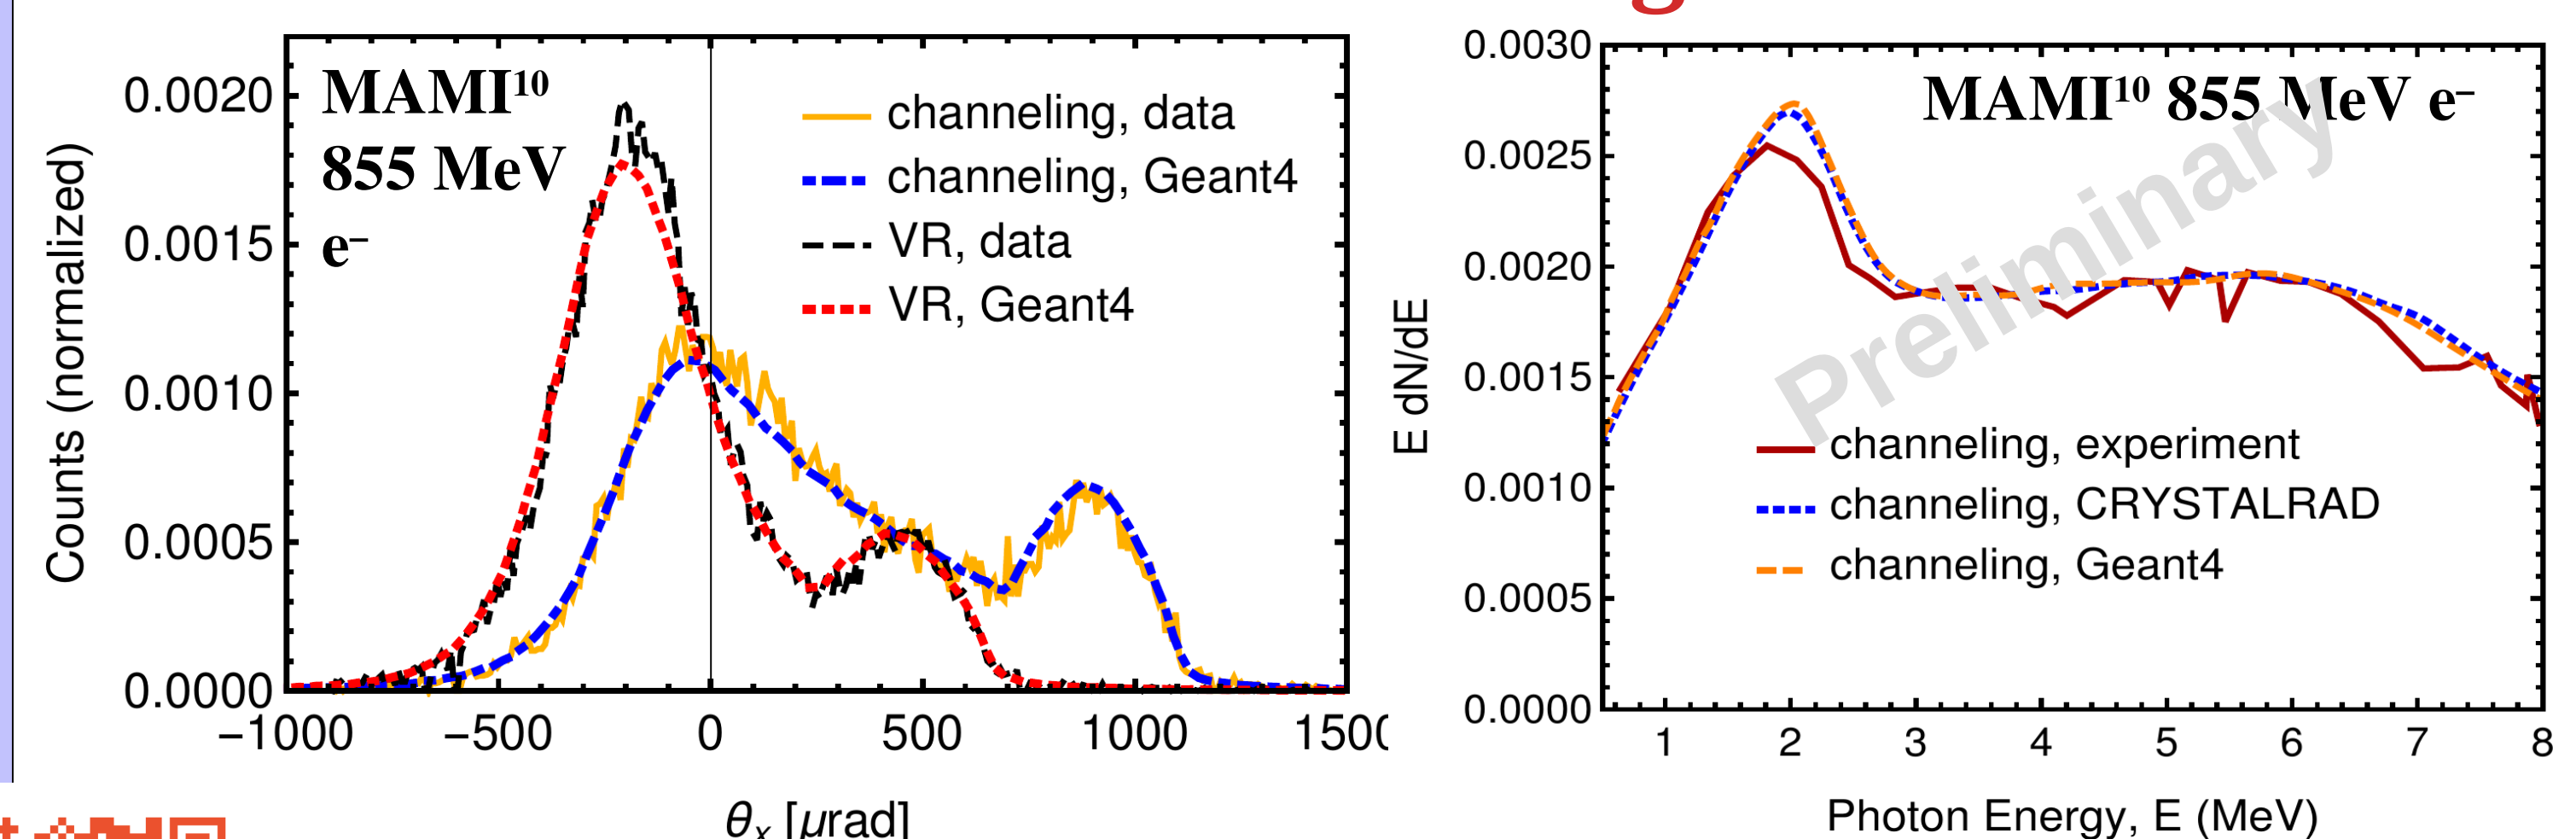 g
MAMI¹⁰
855 MeV
e⁻
channeling, data
channeling, Geant4
VR, data
VR, Geant4
Counts (normalized)
0.0020
0.0015
0.0010
0.0005
0.0000
−1000 −500 0 500 1000 1500
θx [μrad]
MAMI¹⁰ 855 MeV e⁻
Preliminary
channeling, experiment
channeling, CRYSTALRAD
channeling, Geant4
E dN/dE
0.0030
0.0025
0.0020
0.0015
0.0010
0.0005
0.0000
1 2 3 4 5 6 7 8
Photon Energy, E (MeV)